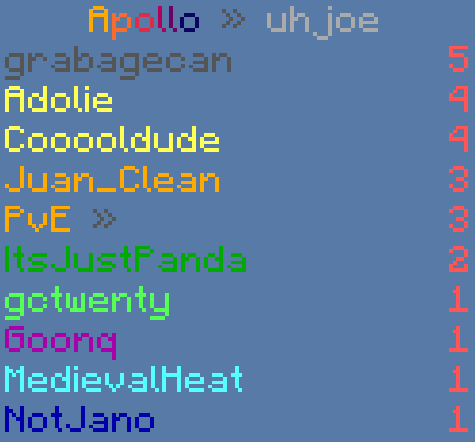 Apollo » uhjoe
grabagecan 5
Adolie 4
Cooooldude 4
Juan_Clean 3
PvE » 3
ItsJustPanda 2
gctwenty 1
Goonq 1
MedievalHeat 1
NotJano 1